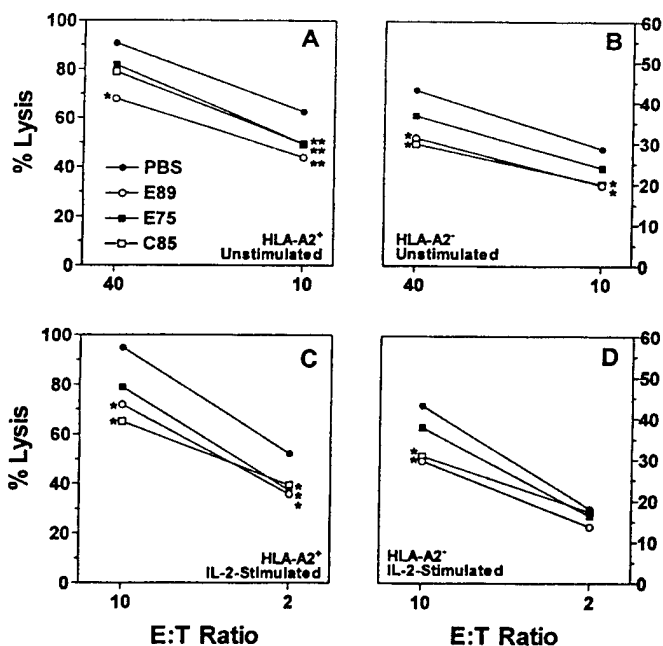 A
100
80
60
40
20
0
% Lysis
*
**
**
**
PBS
E89
E75
C85
HLA-A2+
Unstimulated
40
10
B
60
50
40
30
20
10
0
*
*
*
*
HLA-A2-
Unstimulated
40
10
C
100
80
60
40
20
0
% Lysis
*
*
*
*
*
HLA-A2+
IL-2-Stimulated
10
2
E:T Ratio
D
60
50
40
30
20
10
0
*
*
HLA-A2-
IL-2-Stimulated
10
2
E:T Ratio